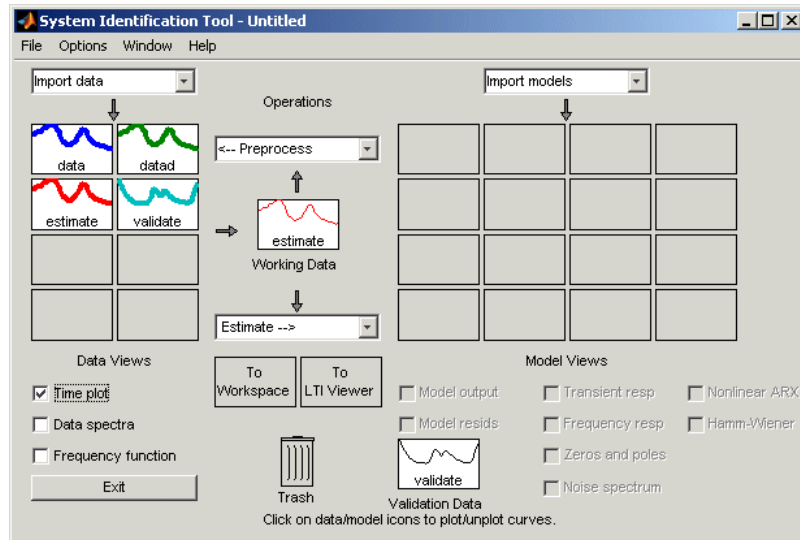 System Identification Tool - Untitled
File Options Window Help
Import data
Import models
Operations
data
datad
<-- Preprocess
estimate
validate
estimate
Working Data
Estimate -->
Data Views
Model Views
To Workspace
To LTI Viewer
Time plot
Model output
Transient resp
Nonlinear ARX
Data spectra
Model resids
Frequency resp
Hamm-Wiener
Frequency function
Zeros and poles
validate
Exit
Noise spectrum
Trash
Validation Data
Click on data/model icons to plot/unplot curves.